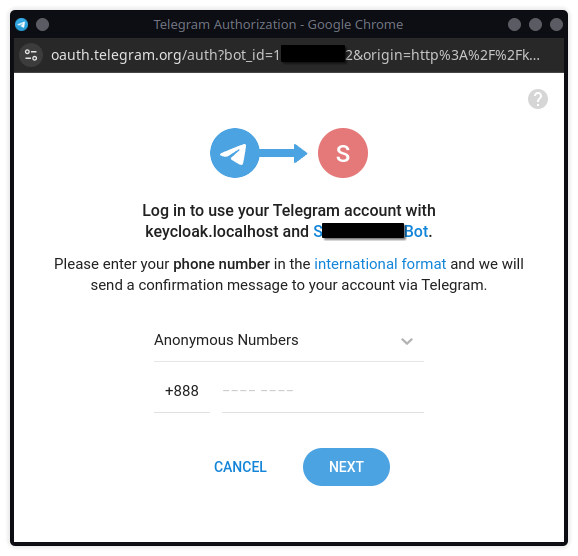 Telegram Authorization - Google Chrome
oauth.telegram.org/auth?bot_id=1 2&origin=http%3A%2F%2Fk...
?
S
Log in to use your Telegram account with
keycloak.localhost and S Bot.
Please enter your phone number in the international format and we will
send a confirmation message to your account via Telegram.
Anonymous Numbers
+888 −−−− −−−−
CANCEL NEXT